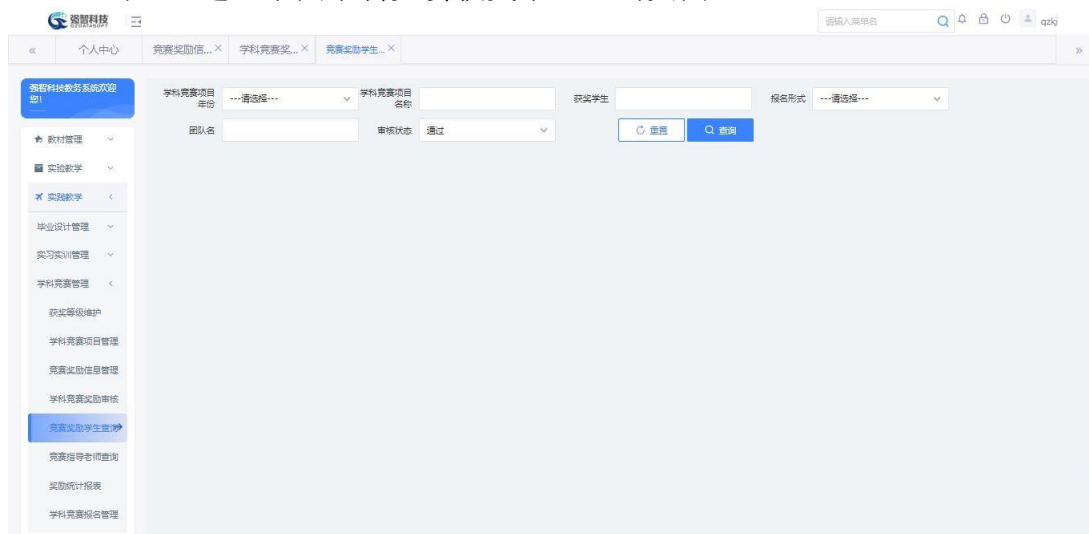 强智科技
QZDATASOFT
请输入菜单名
qzkj
« 个人中心 竞赛奖励信...× 学科竞赛奖...× 竞赛奖励学生...× »
强智科技教务系统欢迎
您!
学科竞赛项目
年份
---请选择---
学科竞赛项目
名称
获奖学生
报名形式 ---请选择---
团队名
审核状态 通过
重置 查询
教材管理
实验教学
实践教学
毕业设计管理
实习实训管理
学科竞赛管理
获奖等级维护
学科竞赛项目管理
竞赛奖励信息管理
学科竞赛奖励审核
竞赛奖励学生查询
竞赛指导老师查询
奖励统计报表
学科竞赛报名管理